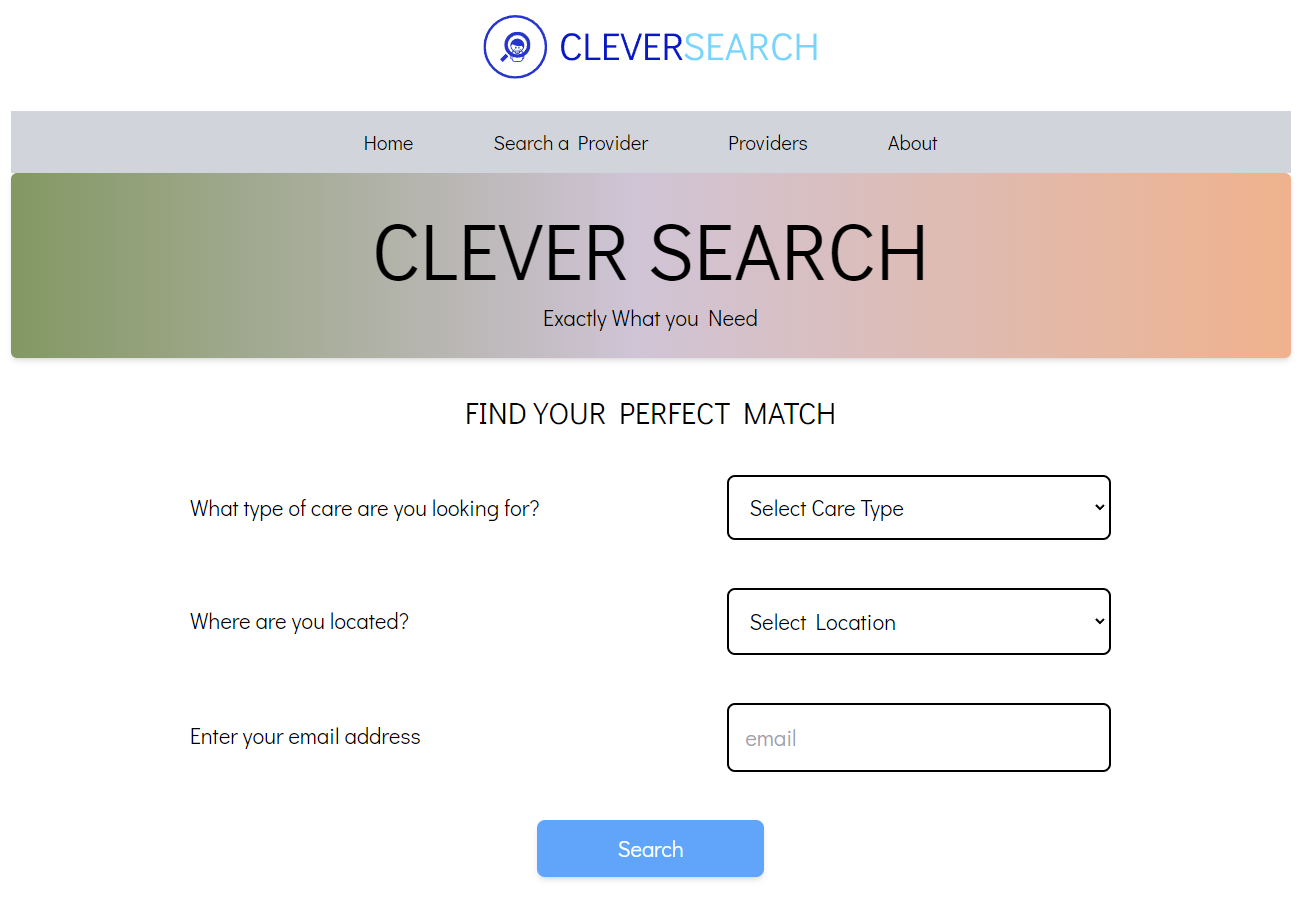 CLEVERSEARCH
Home Search a Provider Providers About
CLEVER SEARCH
Exactly What you Need
FIND YOUR PERFECT MATCH
What type of care are you looking for? Select Care Type
Where are you located? Select Location
Enter your email address email
Search